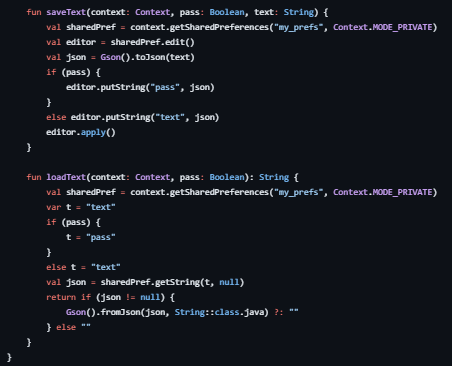 fun saveText(context: Context, pass: Boolean, text: String) {
val sharedPref = context.getSharedPreferences("my_prefs", Context.MODE_PRIVATE)
val editor = sharedPref.edit()
val json = Gson().toJson(text)
if (pass) {
editor.putString("pass", json)
}
else editor.putString("text", json)
editor.apply()
}
fun loadText(context: Context, pass: Boolean): String {
val sharedPref = context.getSharedPreferences("my_prefs", Context.MODE_PRIVATE)
var t = "text"
if (pass) {
t = "pass"
}
else t = "text"
val json = sharedPref.getString(t, null)
return if (json != null) {
Gson().fromJson(json, String::class.java) ?: ""
} else ""
}
}